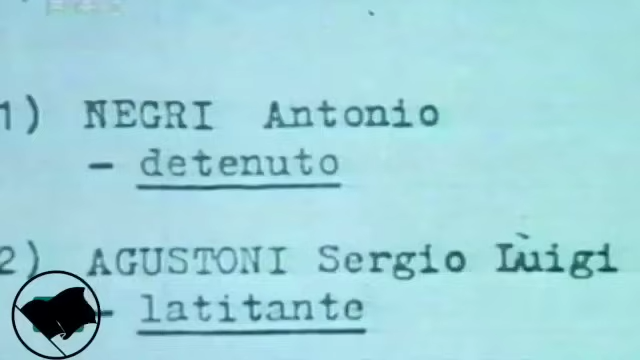 1) NEGRI Antonio
- detenuto
2) AGUSTONI Sergio Luigi
- latitante